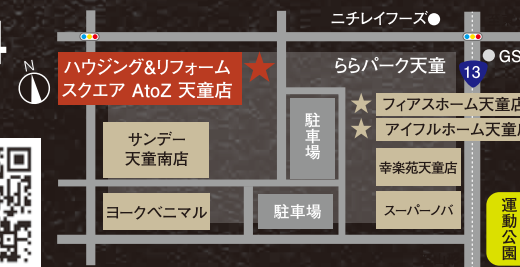 4
ニチレイフーズ
N
ハウジング&リフォーム
スクエア AtoZ 天童店
ららパーク天童
13
GS
駐車場
フィアスホーム天童店
アイフルホーム天童店
サンデー
天童南店
幸楽苑天童店
ヨークベニマル
駐車場
スーパーノバ
運動公園